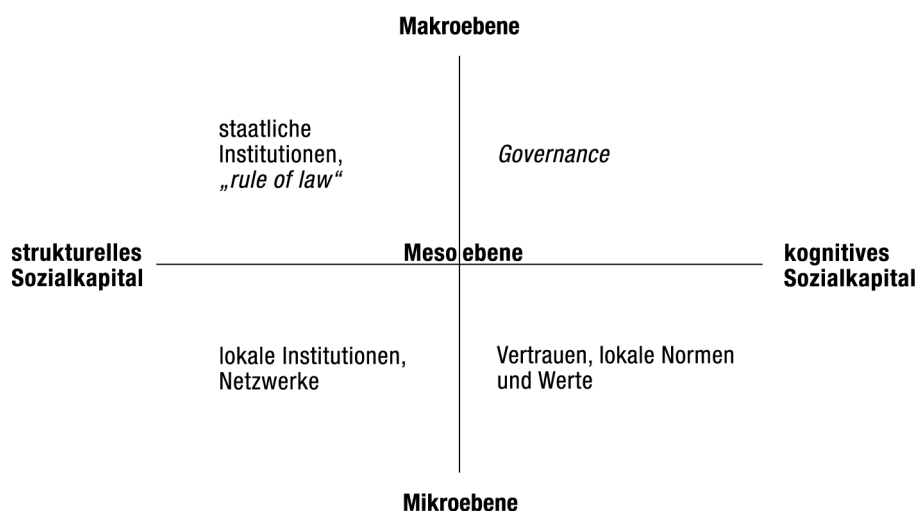 Makroebene
staatliche
Institutionen,
„rule of law“
Governance
strukturelles
Sozialkapital
Mesoebene
kognitives
Sozialkapital
lokale Institutionen,
Netzwerke
Vertrauen, lokale Normen
und Werte
Mikroebene